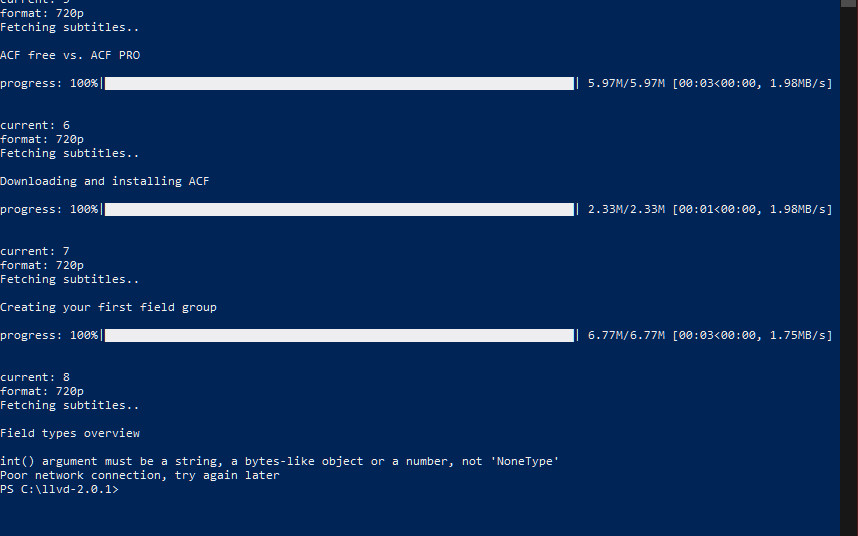 format: 720p
Fetching subtitles..
ACF free vs. ACF PRO
progress: 100%| | 5.97M/5.97M [00:03<00:00, 1.98MB/s]
current: 6
format: 720p
Fetching subtitles..
Downloading and installing ACF
progress: 100%| | 2.33M/2.33M [00:01<00:00, 1.98MB/s]
current: 7
format: 720p
Fetching subtitles..
Creating your first field group
progress: 100%| | 6.77M/6.77M [00:03<00:00, 1.75MB/s]
current: 8
format: 720p
Fetching subtitles..
Field types overview
int() argument must be a string, a bytes-like object or a number, not 'NoneType'
Poor network connection, try again later
PS C:\llvd-2.0.1>